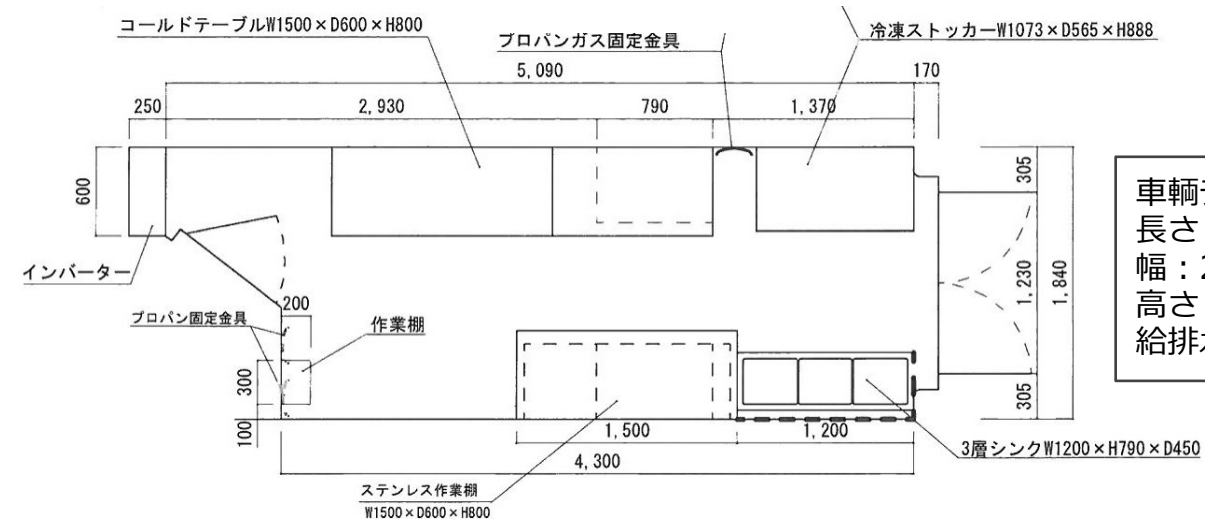 コールドテーブルW1500×D600×H800
プロパンガス固定金具
冷凍ストッカーW1073×D565×H888
5,090
170
250
2,930
790
1,370
600
305
インバーター
200
プロパン固定金具
作業棚
1,230
1,840
300
305
100
1,500
1,200
4,300
3層シンクW1200×H790×D450
ステンレス作業棚
W1500×D600×H800
車輌
長さ
幅:2
高さ
給排